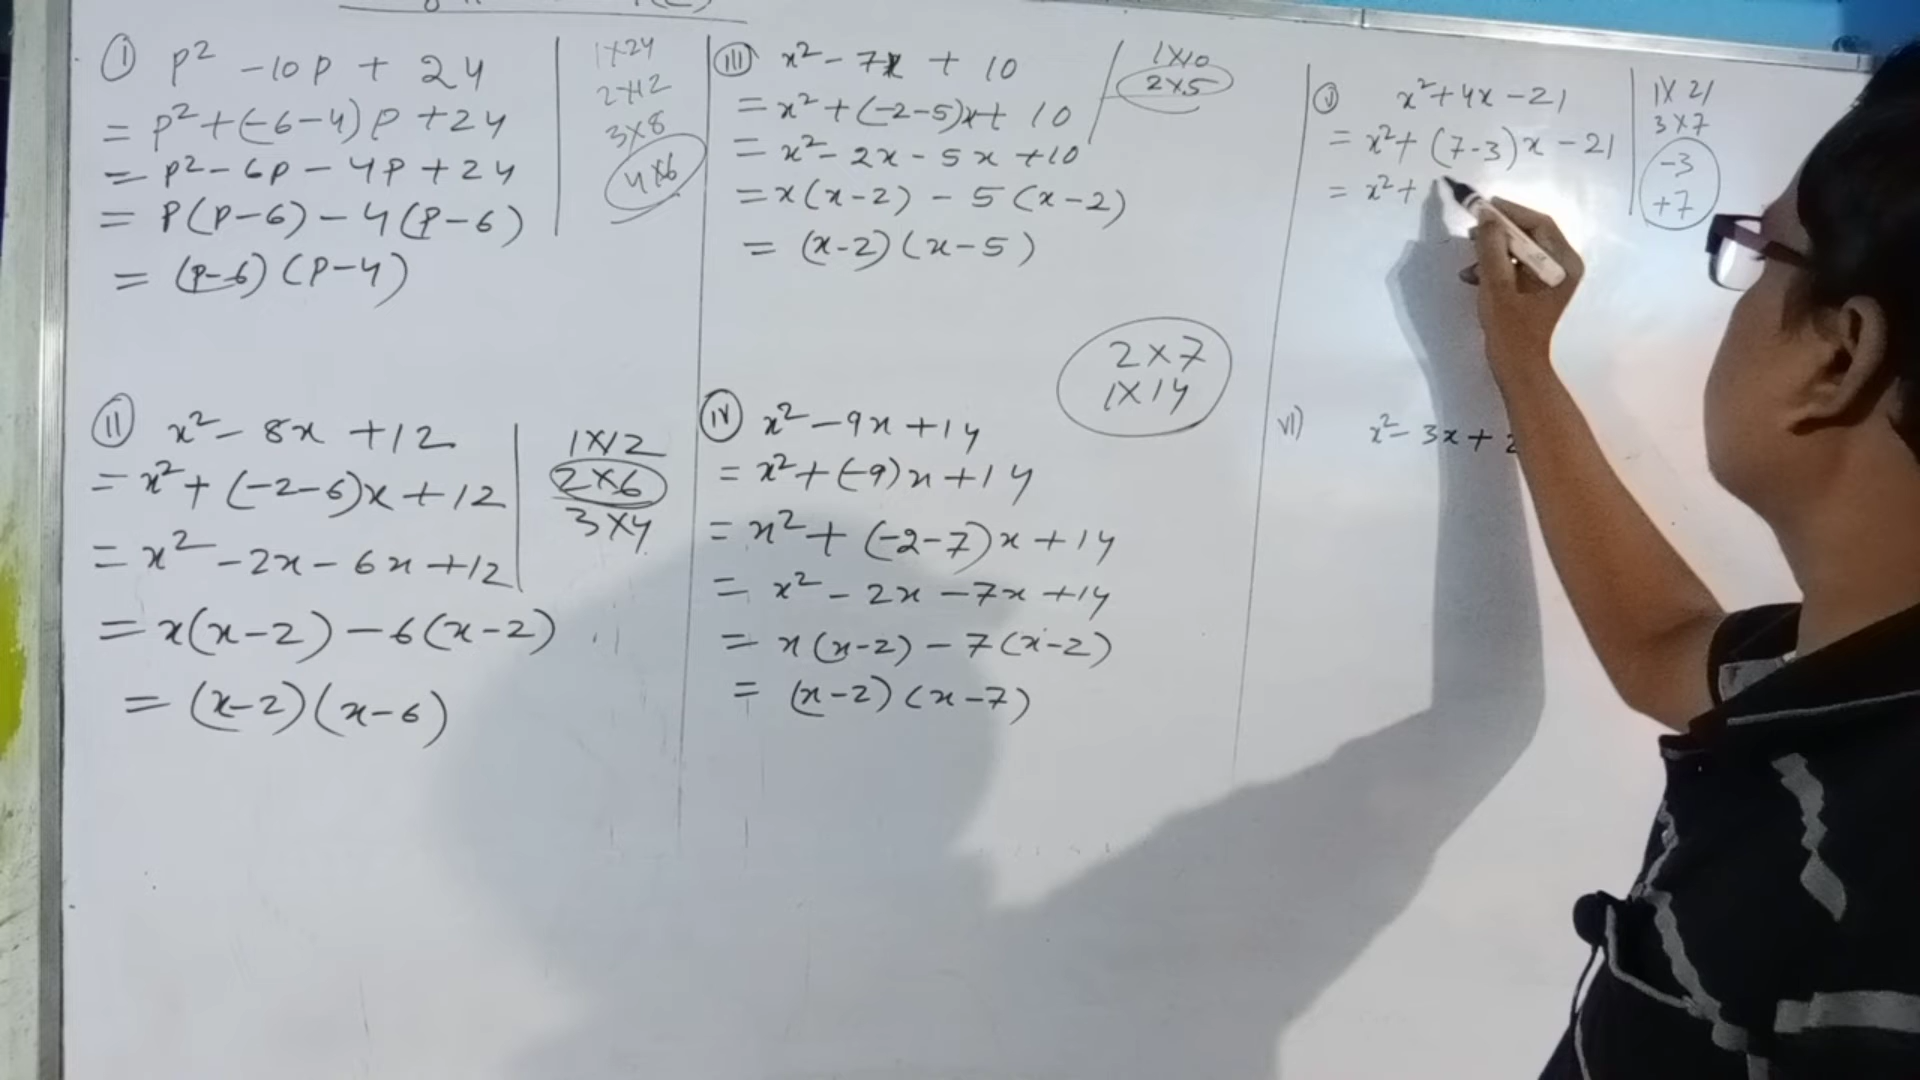 ① p² - 10p + 24
= p² + (-6-4)p + 24
= p² - 6p - 4p + 24
= p(p-6) - 4(p-6)
= (p-6)(p-4)
1×24
2×12
3×8
4×6
② x² - 8x + 12
= x² + (-2-6)x + 12
= x² - 2x - 6x + 12
= x(x-2) - 6(x-2)
= (x-2)(x-6)
1×12
2×6
3×4
ⅲ x² - 7x + 10
= x² + (-2-5)x + 10
= x² - 2x - 5x + 10
= x(x-2) - 5(x-2)
= (x-2)(x-5)
1×10
2×5
2×7
1×14
ⅳ x² - 9x + 14
= x² + (-9)x + 14
= x² + (-2-7)x + 14
= x² - 2x - 7x + 14
= x(x-2) - 7(x-2)
= (x-2)(x-7)
ⓥ x² + 4x - 21
= x² + (7-3)x - 21
= x² +
1×21
3×7
-3
+7
vi) x² - 3x + 2